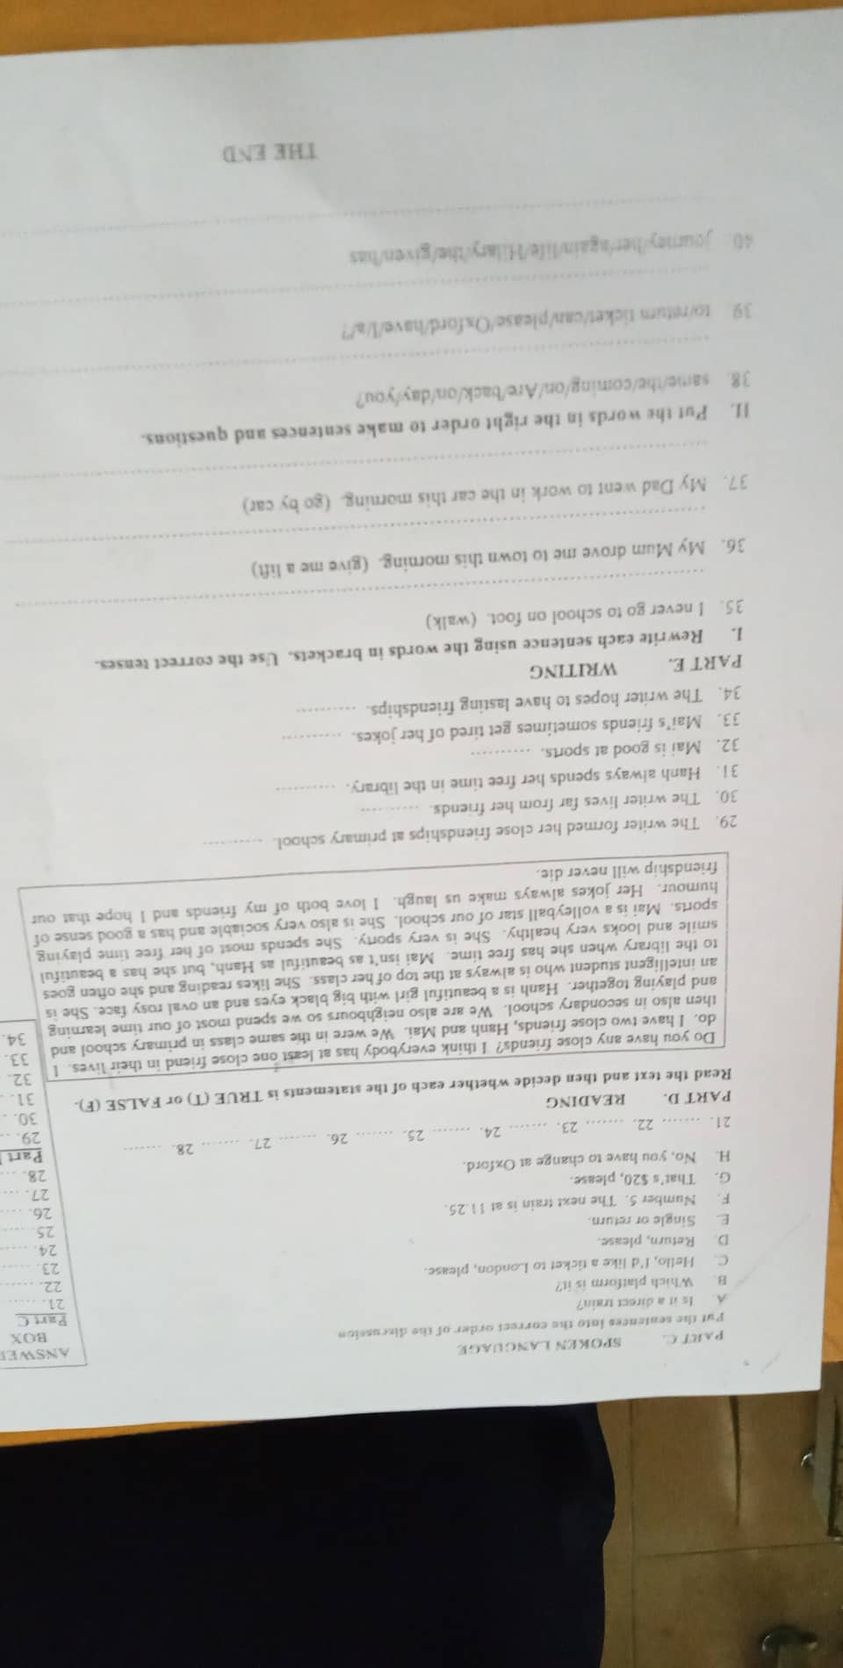 PART C. SPOKEN LANGUAGE
Put the sentences into the correct order of the discussion
A Is it a direct train?
B Which platform is it?
C. Hello, I'd like a ticket to London, please.
D. Return, please.
E. Single or return.
F. Number 5. The next train is at 11.25.
G. That's $20, please.
H. No, you have to change at Oxford.
21. ........ 22. ........ 23. ........ 24. ........ 25. ........ 26. ........ 27. ........ 28. ........
PART D. READING
Read the text and then decide whether each of the statements is TRUE (T) or FALSE (F).
Do you have any close friends? I think everybody has at least one close friend in their lives. I
do. I have two close friends, Hanh and Mai. We were in the same class in primary school and
then also in secondary school. We are also neighbours so we spend most of our time learning
and playing together. Hanh is a beautiful girl with big black eyes and an oval rosy face. She is
an intelligent student who is always at the top of her class. She likes reading and she often goes
to the library when she has free time. Mai isn't as beautiful as Hanh, but she has a beautiful
smile and looks very healthy. She is very sporty. She spends most of her free time playing
sports. Mai is a volleyball star of our school. She is also very sociable and has a good sense of
humour. Her jokes always make us laugh. I love both of my friends and I hope that our
friendship will never die.
29. The writer formed her close friendships at primary school. ..........
30. The writer lives far from her friends. ..........
31. Hanh always spends her free time in the library. ..........
32. Mai is good at sports. ..........
33. Mai's friends sometimes get tired of her jokes. ..........
34. The writer hopes to have lasting friendships. ..........
PART E. WRITING
I. Rewrite each sentence using the words in brackets. Use the correct tenses.
35. I never go to school on foot. (walk)
36. My Mum drove me to town this morning. (give me a lift)
37. My Dad went to work in the car this morning. (go by car)
II. Put the words in the right order to make sentences and questions.
38. same/the/coming/on/Are/back/on/day/you?
39 to/return ticket/can/please/Oxford/have/I/a/?
40 journey/her/again/life/Hilary/the/given/has
THE END
ANSWER
BOX
Part C
21. ....
22. ....
23. ....
24. ....
25 ....
26. ....
27. ....
28. ....
Part
29. ....
30. ....
31. ....
32. ....
33. ....
34. ....